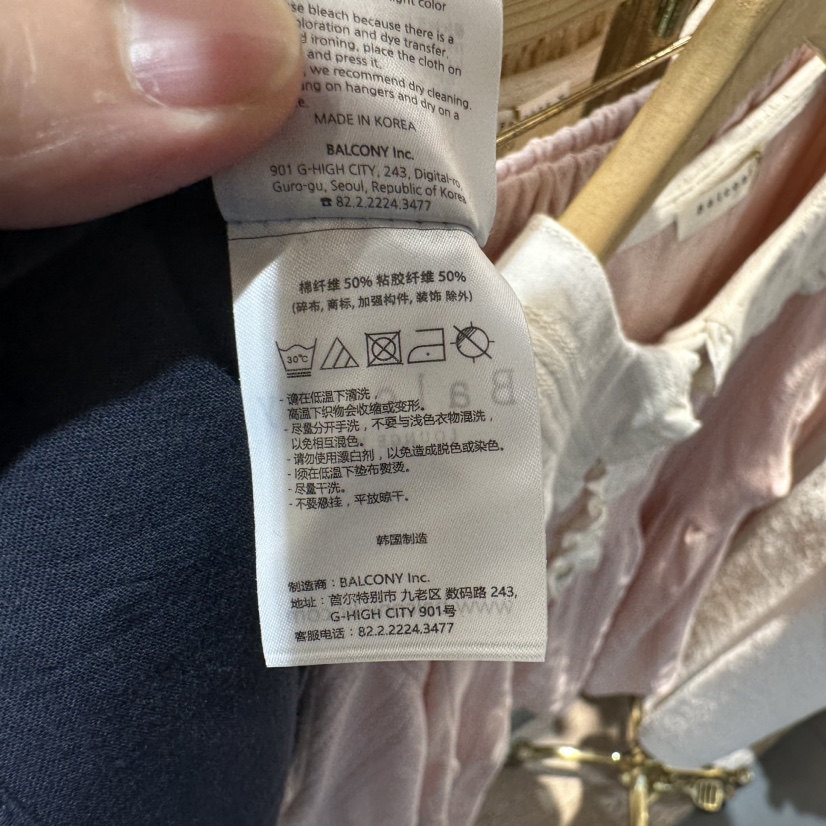 light color
se bleach because there is a
loration and dye transfer.
d ironing, place the cloth on
and press it.
, we recommend dry cleaning.
ng on hangers and dry on a
e.
MADE IN KOREA
BALCONY Inc.
901 G-HIGH CITY, 243, Digital-ro,
Guro-gu, Seoul, Republic of Korea
☎ 82.2.2224.3477
棉纤维 50% 粘胶纤维 50%
(碎布, 商标, 加强构件, 装饰 除外)
30℃
- 请在低温下清洗，
高温下织物会收缩或变形。
- 尽量分开手洗，不要与浅色衣物混洗，
以免相互混色。
- 请勿使用漂白剂，以免造成脱色或染色。
- 须在低温下垫布熨烫。
- 尽量干洗。
- 不要悬挂，平放晾干。
韩国制造
制造商：BALCONY Inc.
地址：首尔特别市 九老区 数码路 243,
G-HIGH CITY 901号
客服电话：82.2.2224.3477